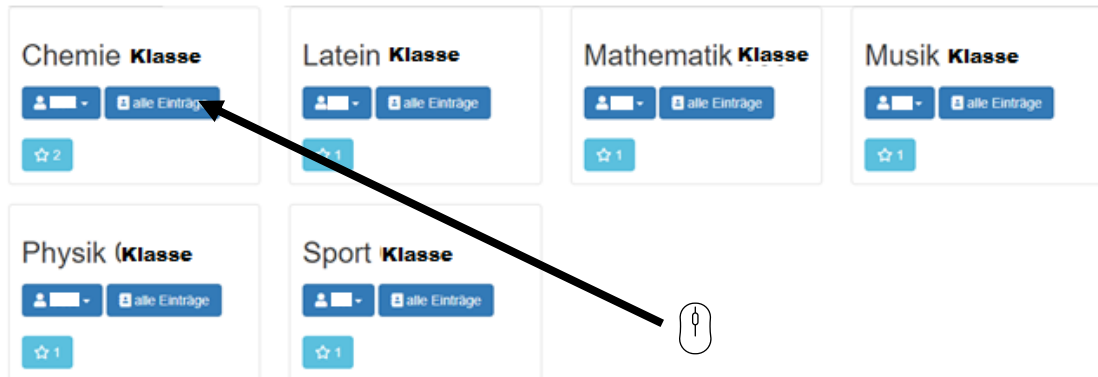 Chemie Klasse
alle Einträge
2
Latein Klasse
alle Einträge
1
Mathematik Klasse
alle Einträge
1
Musik Klasse
alle Einträge
1
Physik (Klasse
alle Einträge
1
Sport Klasse
alle Einträge
1